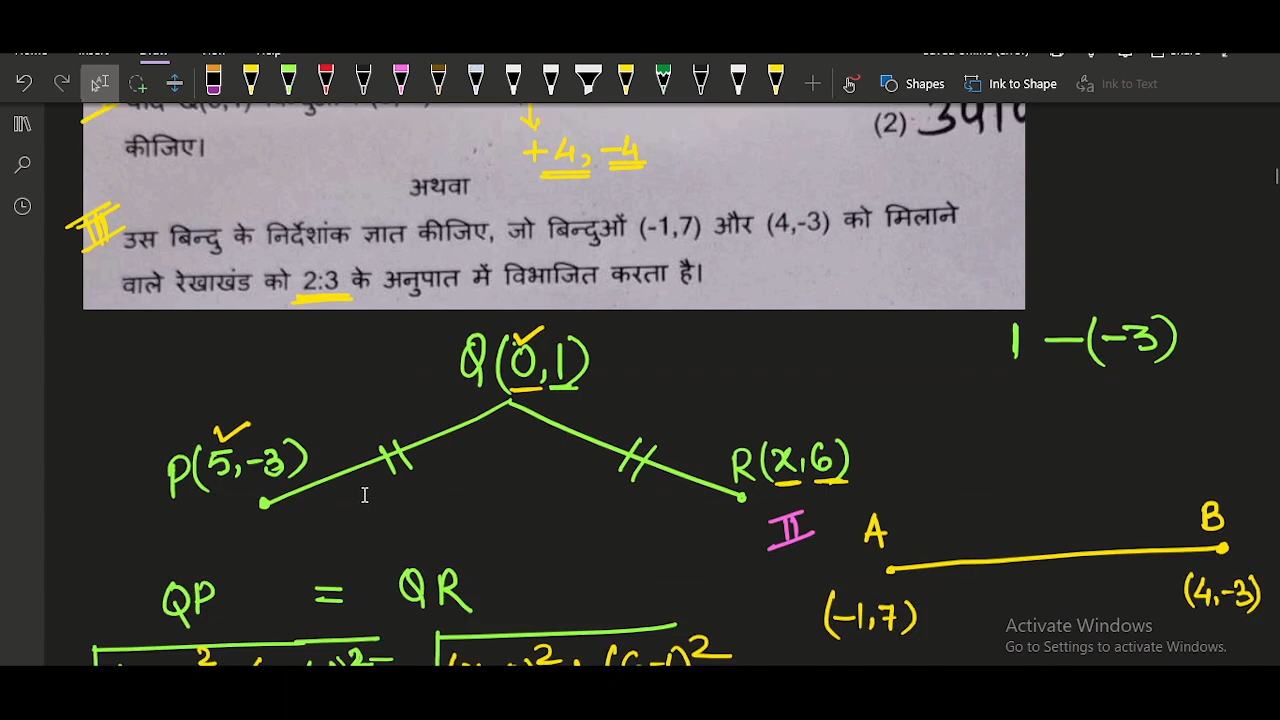 Shapes
Ink to Shape
Ink to Text
कीजिए।
(2)
+4, -4
अथवा
II उस बिन्दु के निर्देशांक ज्ञात कीजिए, जो बिन्दुओं (-1,7) और (4,-3) को मिलाने
वाले रेखाखंड को 2:3 के अनुपात में विभाजित करता है।
1 -(-3)
Q(0,1)
P(5,-3)
R(x,6)
II
A
B
(-1,7)
(4,-3)
QP = QR
Activate Windows
Go to Settings to activate Windows.